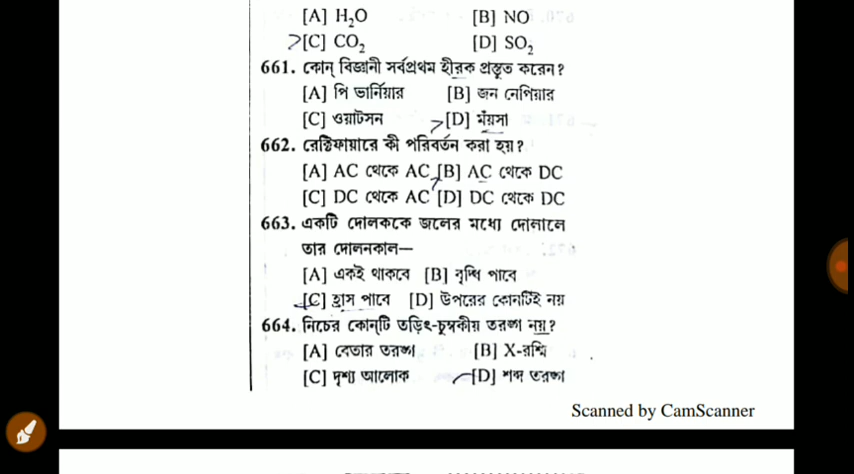 [A] H₂O [B] NO
[C] CO₂ [D] SO₂
661. কোন্ বিজ্ঞানী সর্বপ্রথম হীরক প্রস্তুত করেন?
[A] পি ভার্নিয়ার [B] জন নেপিয়ার
[C] ওয়াটসন [D] মঁয়সা
662. রেক্টিফায়ারে কী পরিবর্তন করা হয়?
[A] AC থেকে AC [B] AC থেকে DC
[C] DC থেকে AC [D] DC থেকে DC
663. একটি দোলককে জলের মধ্যে দোলালে
তার দোলনকাল—
[A] একই থাকবে [B] বৃদ্ধি পাবে
[C] হ্রাস পাবে [D] উপরের কোনটিই নয়
664. নিচের কোন্‌টি তড়িৎ-চুম্বকীয় তরঙ্গ নয়?
[A] বেতার তরঙ্গ [B] X-রশ্মি
[C] দৃশ্য আলোক [D] শব্দ তরঙ্গ
Scanned by CamScanner